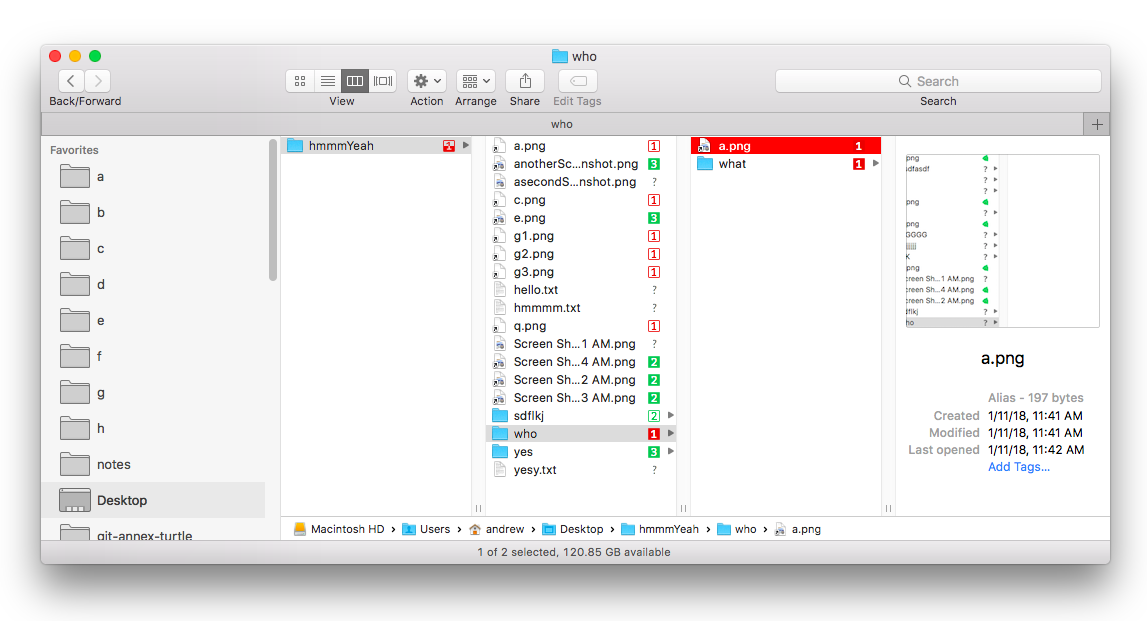 who
Back/Forward
View
Action
Arrange
Share
Edit Tags
Search
Search
who
Favorites
a
b
c
d
e
f
g
h
notes
Desktop
git-annex-turtle
hmmmYeah
a.png 1
anotherSc...nshot.png 3
asecondS...nshot.png ?
c.png 1
e.png 3
g1.png 1
g2.png 1
g3.png 1
hello.txt ?
hmmmm.txt ?
q.png 1
Screen Sh...1 AM.png ?
Screen Sh...4 AM.png 2
Screen Sh...2 AM.png 2
Screen Sh...3 AM.png 2
sdflkj 2
who 1
yes 3
yesy.txt ?
a.png 1
what 1
png
sdfasdf ?
?
?
png
?
png
GGGG ?
jjjjj ?
K ?
png
creen Sh...1 AM.png ?
creen Sh...4 AM.png
creen Sh...2 AM.png
dflkj ?
ho ?
a.png
Alias - 197 bytes
Created 1/11/18, 11:41 AM
Modified 1/11/18, 11:41 AM
Last opened 1/11/18, 11:42 AM
Add Tags...
Macintosh HD › Users › andrew › Desktop › hmmmYeah › who › a.png
1 of 2 selected, 120.85 GB available